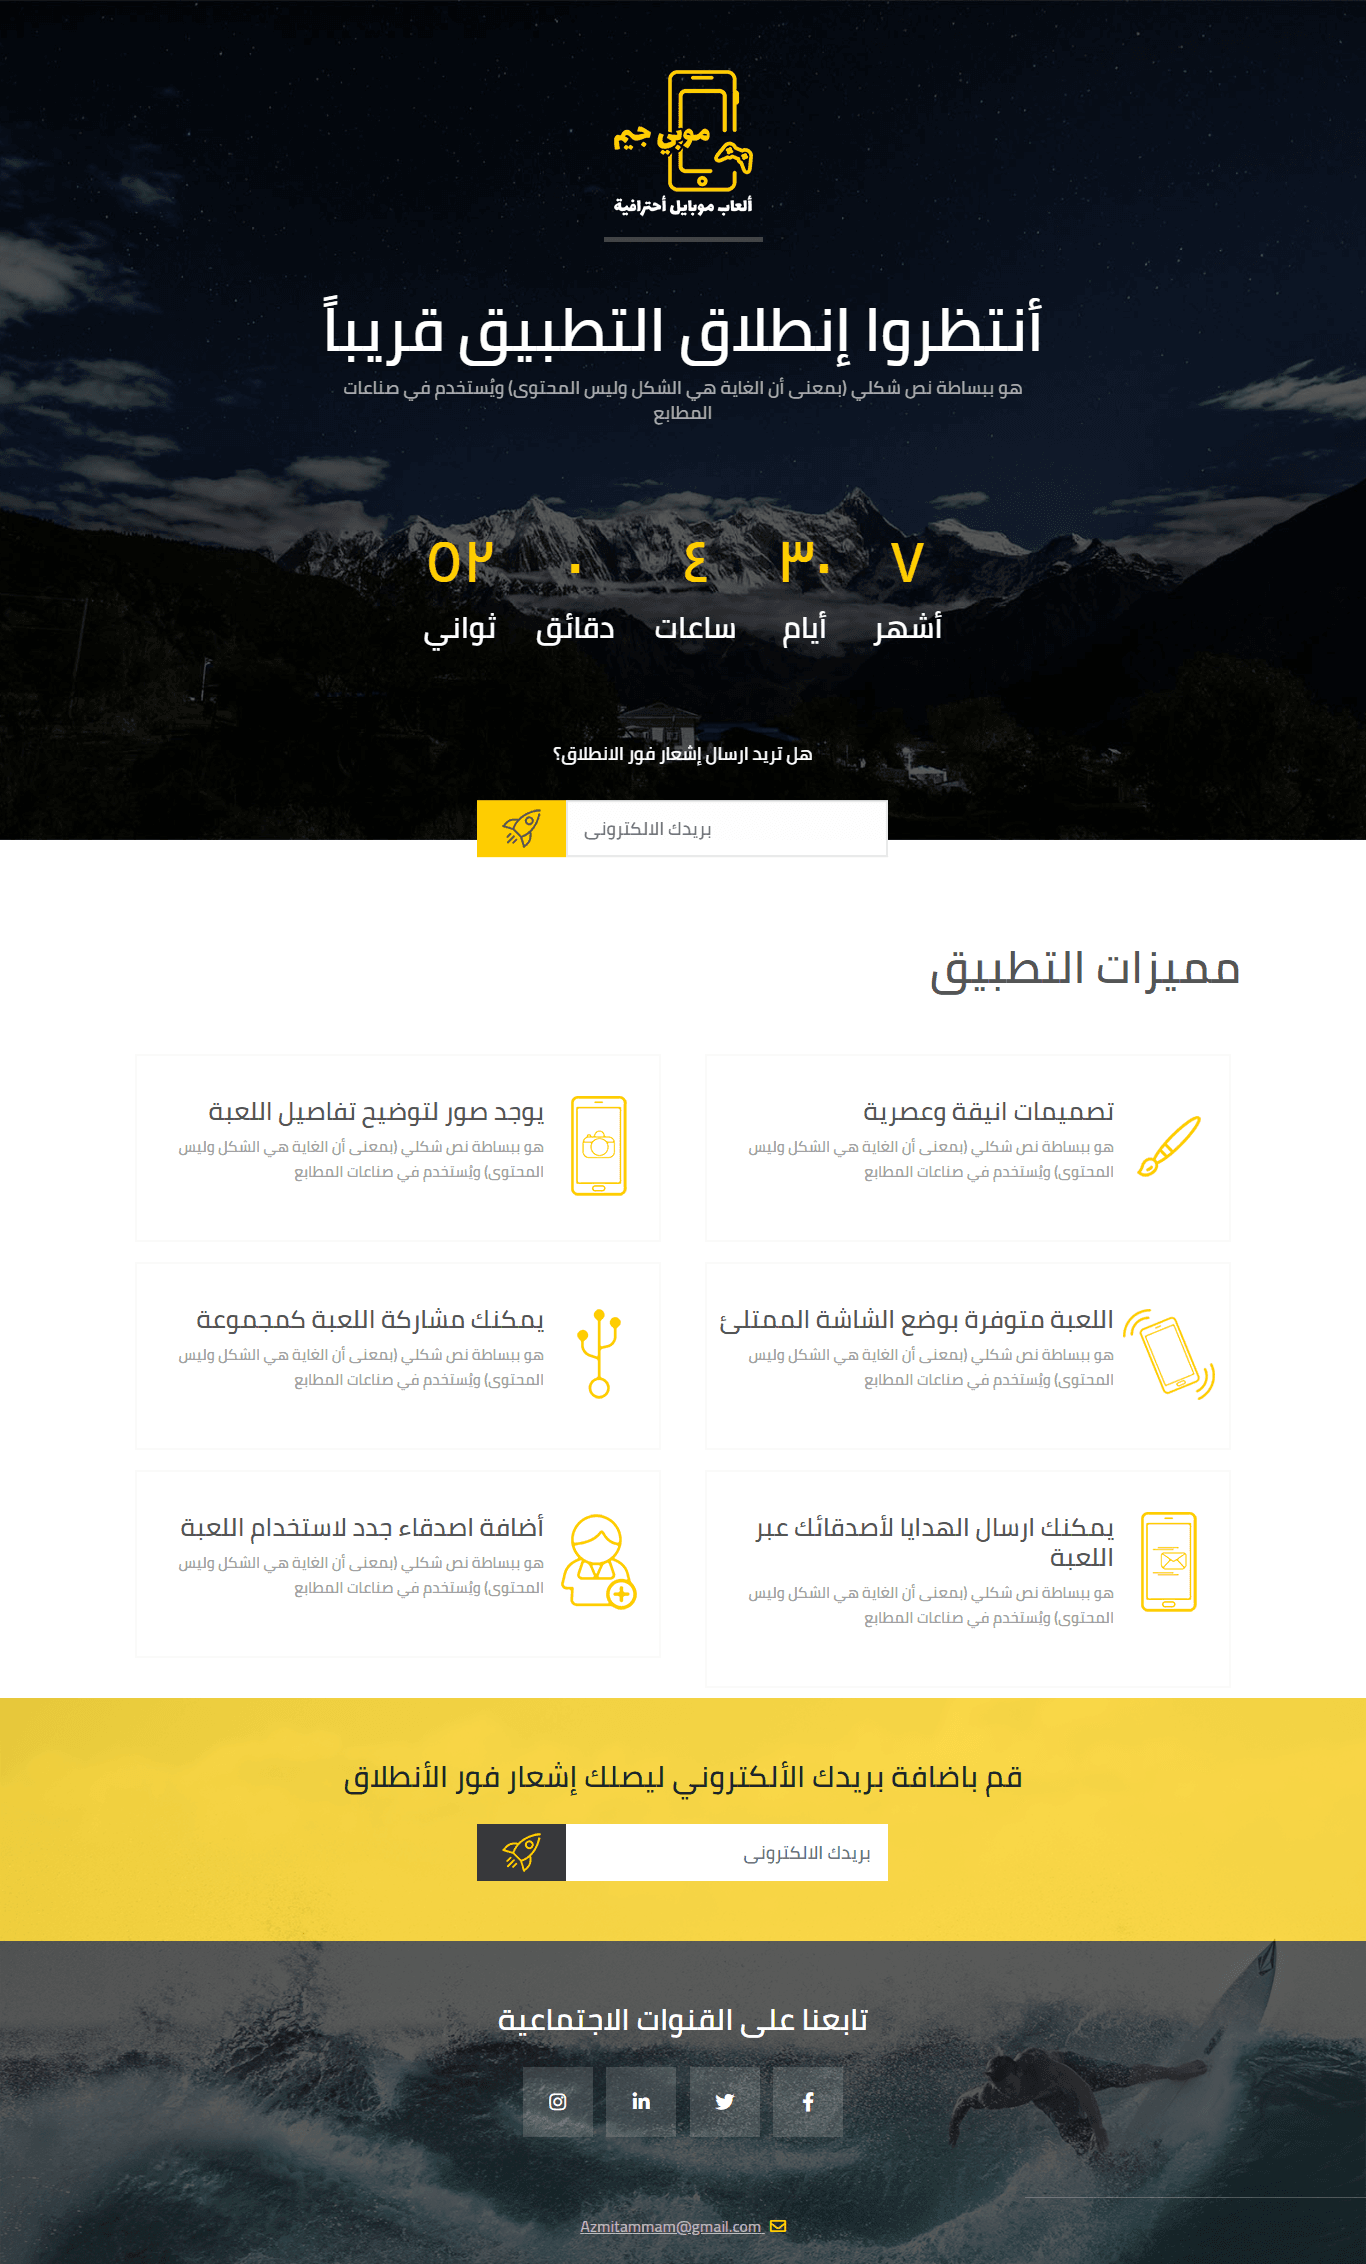 موبي جيم
ألعاب موبايل أحترافية
أنتظروا إنطلاق التطبيق قريباً
هو ببساطة نص شكلي (بمعنى أن الغاية هي الشكل وليس المحتوى) ويُستخدم في صناعات
المطابع
٧ ٣٠ ٤ ٠ ٥٢
أشهر أيام ساعات دقائق ثواني
هل تريد ارسال إشعار فور الانطلاق؟
بريدك الالكترونى
مميزات التطبيق
تصميمات انيقة وعصرية
هو ببساطة نص شكلي (بمعنى أن الغاية هي الشكل وليس
المحتوى) ويُستخدم في صناعات المطابع
يوجد صور لتوضيح تفاصيل اللعبة
هو ببساطة نص شكلي (بمعنى أن الغاية هي الشكل وليس
المحتوى) ويُستخدم في صناعات المطابع
اللعبة متوفرة بوضع الشاشة الممتلئ
هو ببساطة نص شكلي (بمعنى أن الغاية هي الشكل وليس
المحتوى) ويُستخدم في صناعات المطابع
يمكنك مشاركة اللعبة كمجموعة
هو ببساطة نص شكلي (بمعنى أن الغاية هي الشكل وليس
المحتوى) ويُستخدم في صناعات المطابع
يمكنك ارسال الهدايا لأصدقائك عبر
اللعبة
هو ببساطة نص شكلي (بمعنى أن الغاية هي الشكل وليس
المحتوى) ويُستخدم في صناعات المطابع
أضافة اصدقاء جدد لاستخدام اللعبة
هو ببساطة نص شكلي (بمعنى أن الغاية هي الشكل وليس
المحتوى) ويُستخدم في صناعات المطابع
قم باضافة بريدك الألكتروني ليصلك إشعار فور الأنطلاق
بريدك الالكترونى
تابعنا على القنوات الاجتماعية
Azmitammam@gmail.com